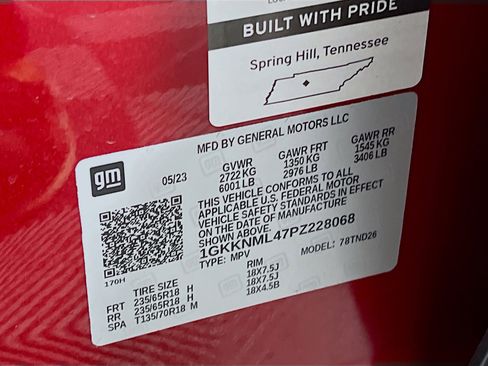 BUILT WITH PRIDE
Spring Hill, Tennessee
MFD BY GENERAL MOTORS LLC
gm
05/23
GVWR GAWR FRT GAWR RR
2722 KG 1350 KG 1545 KG
6001 LB 2976 LB 3406 LB
THIS VEHICLE CONFORMS TO ALL
APPLICABLE U.S. FEDERAL MOTOR
VEHICLE SAFETY STANDARDS IN EFFECT
ON THE DATE OF MANUFACTURE
SHOWN ABOVE.
1GKKNML47PZ228068
TYPE: MPV MODEL: 78TND26
170H
TIRE SIZE RIM
FRT 235/65R18 H 18X7.5J
RR 235/65R18 H 18X7.5J
SPA T135/70R18 M 18X4.5B